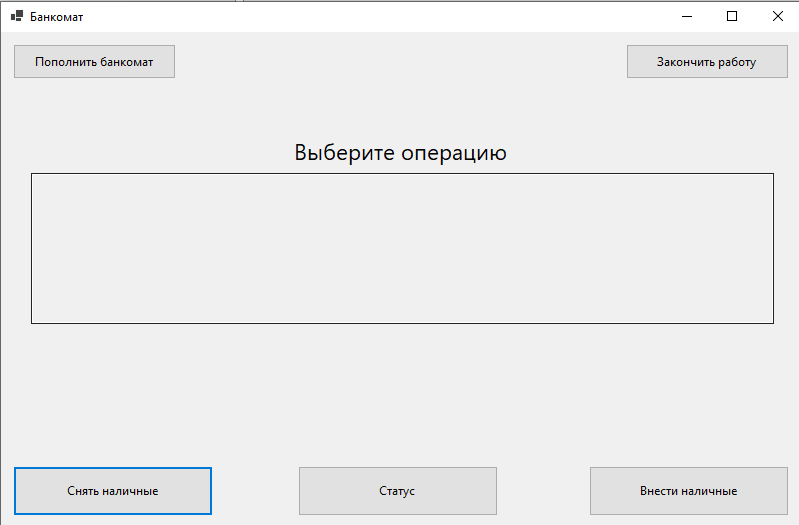 Банкомат
Пополнить банкомат
Закончить работу
Выберите операцию
Снять наличные
Статус
Внести наличные